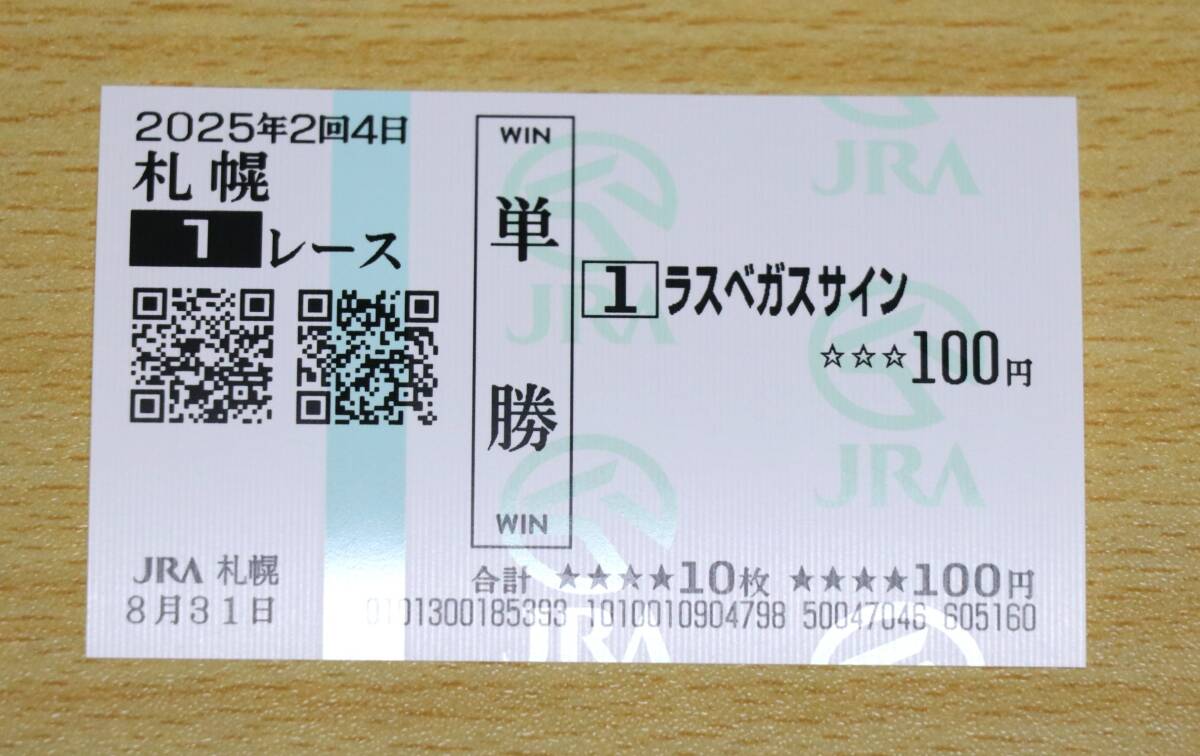 2025年2回4日
札幌
1レース
WIN
単勝
WIN
1 ラスベガスサイン
☆☆☆100円
JRA
JRA
JRA
JRA
JRA 札幌
8月31日
合計 ★★★★10枚 ★★★★100円
0101300185393 1010010904798 50047046 605160